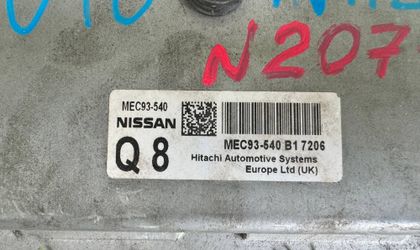 N207
MEC93-540
NISSAN
MEC93-540 B1 7206
Q 8
Hitachi Automotive Systems
Europe Ltd (UK)